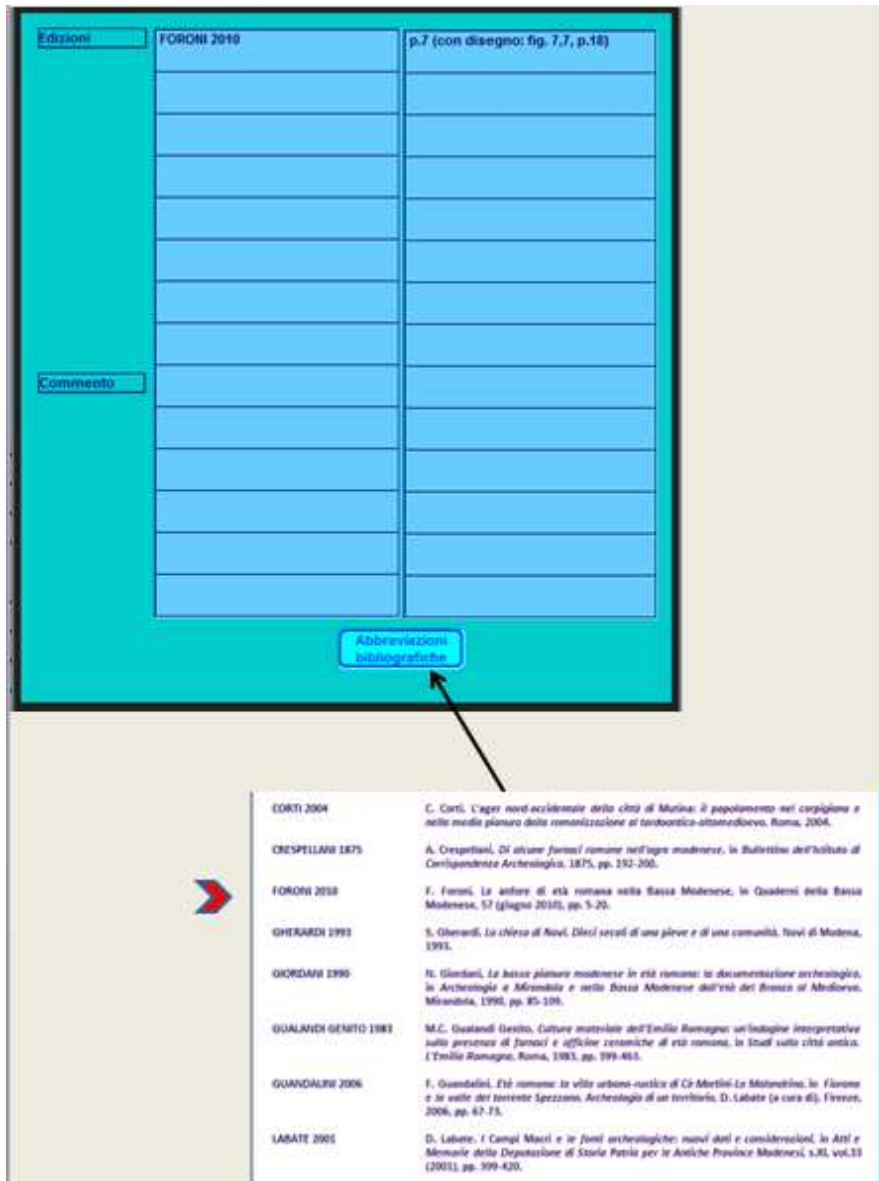 Edizioni FORONI 2010 p.7 (con disegno: fig. 7,7, p.18)
Commento
Abbreviazioni
bibliografiche
CORTI 2004 C. Corti. L'ager nord-occidentale della città di Mutina: il popolamento nel carpigiano e
nella media pianura dalla romanizzazione al tardoantico-altomedioevo. Roma, 2004.
CRESPELLANI 1875 A. Crespellani, Di alcune fornaci romane nell'agro modenese, in Bullettino dell'Istituto di
Corrispondenza Archeologica, 1875, pp. 192-200.
FORONI 2010 F. Foroni. Le anfore di età romana nella Bassa Modenese, in Quaderni della Bassa
Modenese, 57 (giugno 2010), pp. 5-20.
GHERARDI 1993 S. Gherardi. La chiesa di Novi. Dieci secoli di una pieve e di una comunità. Novi di Modena,
1993.
GIORDANI 1990 N. Giordani, La bassa pianura modenese in età romana: la documentazione archeologica,
in Archeologia a Mirandola e nella Bassa Modenese dall'età del Bronzo al Medioevo.
Mirandola, 1990, pp. 85-109.
GUALANDI GENITO 1983 M.C. Gualandi Genito, Culture materiale dell'Emilia Romagna: un'indagine interpretativa
sulla presenza di fornaci e officine ceramiche di età romana, in Studi sulla città antica.
L'Emilia Romagna, Roma, 1983, pp. 399-463.
GUANDALINI 2006 F. Guandalini, Età romana: la villa urbano-rustica di Cà Martini-La Malandrina, in Fiorano
e la valle del torrente Spezzano. Archeologia di un territorio, D. Labate (a cura di), Firenze,
2006, pp. 67-73.
LABATE 2001 D. Labate. I Campi Macri e le fonti archeologiche: nuovi dati e considerazioni, in Atti e
Memorie della Deputazione di Storia Patria per le Antiche Province Modenesi, s.XI, vol.33
(2001), pp. 399-420.